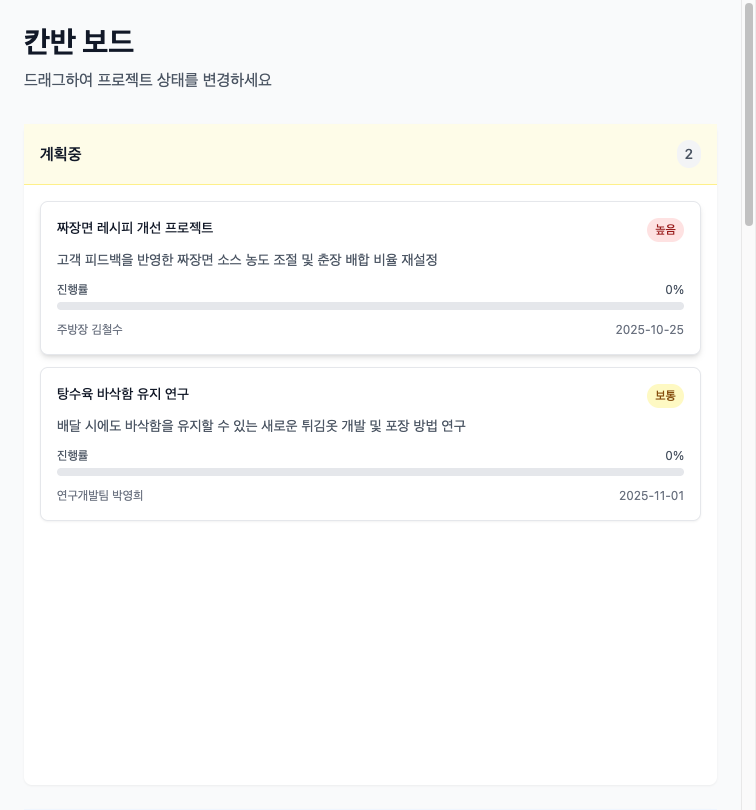 칸반 보드
드래그하여 프로젝트 상태를 변경하세요
계획중 2
짜장면 레시피 개선 프로젝트 높음
고객 피드백을 반영한 짜장면 소스 농도 조절 및 춘장 배합 비율 재설정
진행률 0%
주방장 김철수 2025-10-25
탕수육 바삭함 유지 연구 보통
배달 시에도 바삭함을 유지할 수 있는 새로운 튀김옷 개발 및 포장 방법 연구
진행률 0%
연구개발팀 박영희 2025-11-01